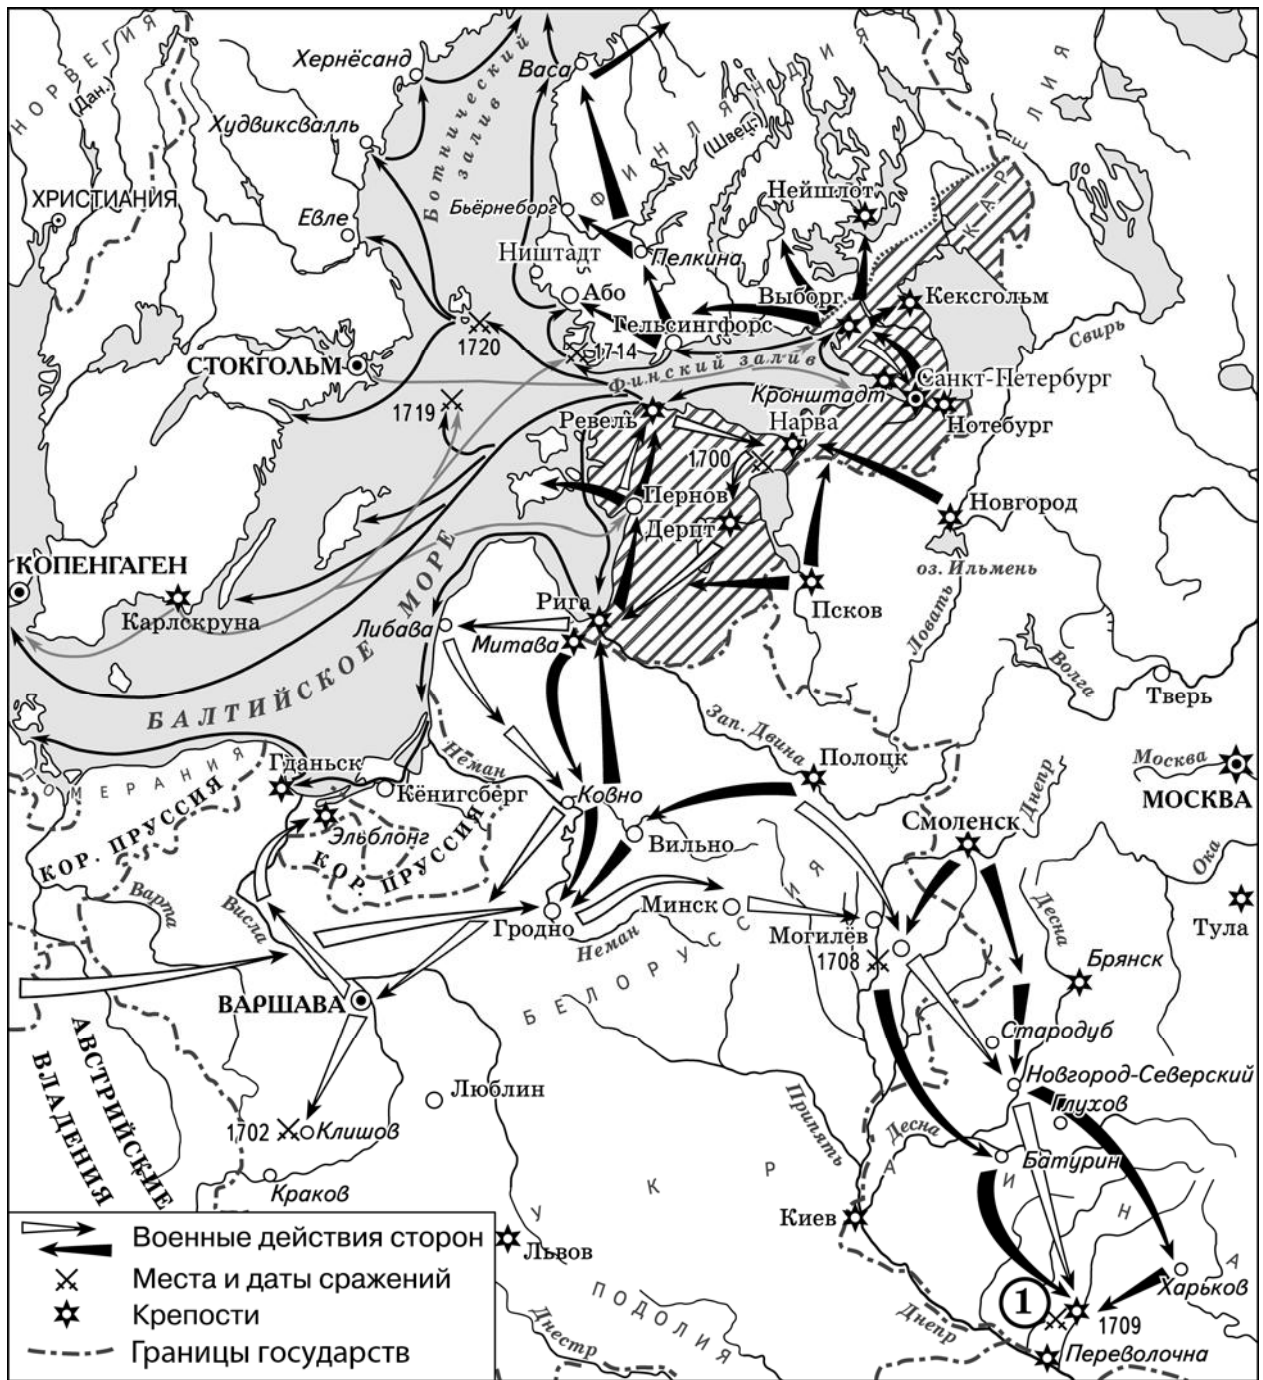 НОРВЕГИЯ
(Дан.)
Хернёсанд
Ботнический
залив
Васа
ФИНЛЯНДИЯ
(Швец.)
КАРЕЛИЯ
Худвиксвалль
ХРИСТИАНИЯ
Евле
Бьёрнеборг
Нейшлот
Ништадт
Пелкина
Або
Выборг
Кексгольм
Гельсингфорс
Свирь
1720
1714
СТОКГОЛЬМ
Финский залив
Санкт-Петербург
Кронштадт
1719
Ревель
Нарва
Нотебург
1700
Пернов
Новгород
Дерпт
КОПЕНГАГЕН
оз. Ильмень
Карлскруна
Рига
Псков
Либава
Митава
Ловать
Волга
Тверь
БАЛТИЙСКОЕ МОРЕ
Зап. Двина
ПОМЕРАНИЯ
Гданьск
Неман
Полоцк
Москва
МОСКВА
Кёнигсберг
Ковно
Днепр
КОР. ПРУССИЯ
Эльблонг
Смоленск
КОР. ПРУССИЯ
Вильно
Ока
Варта
Висла
Минск
Десна
Тула
Гродно
Неман
Могилёв
1708
БЕЛОРУССИЯ
Брянск
ВАРШАВА
Стародуб
АВСТРИЙСКИЕ
ВЛАДЕНИЯ
Люблин
Новгород-Северский
Глухов
1702
Клишов
Припять
Десна
Батурин
Краков
УКРАИНА
Киев
Львов
Харьков
ПОДОЛИЯ
1
1709
Днестр
Днепр
Переволочна
Военные действия сторон
Места и даты сражений
Крепости
Границы государств